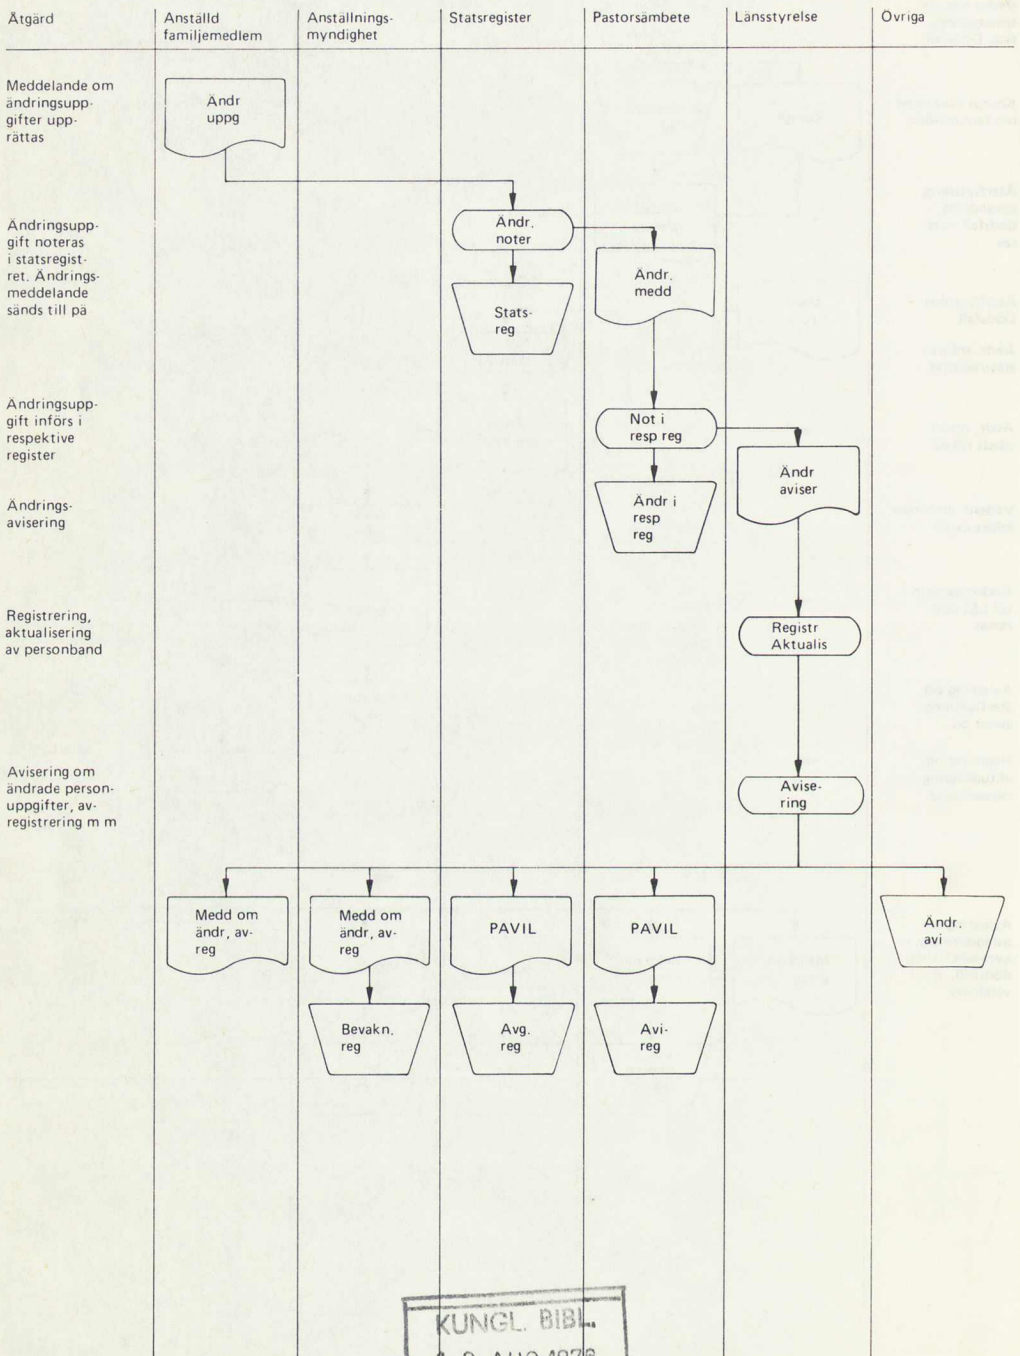 Åtgärd
Anställd
familjemedlem
Anställnings-
myndighet
Statsregister
Pastorsämbete
Länsstyrelse
Övriga
Meddelande om
ändringsupp-
gifter upp-
rättas
Ändr
uppg
Ändringsupp-
gift noteras
i statsregist-
ret. Ändrings-
meddelande
sänds till pä
Ändr.
noter
Ändr.
medd
Stats-
reg
Ändringsupp-
gift införs i
respektive
register
Not i
resp reg
Ändr
aviser
Ändrings-
avisering
Ändr i
resp
reg
Registrering,
aktualisering
av personband
Registr
Aktualis
Avisering om
ändrade person-
uppgifter, av-
registrering m m
Avise-
ring
Medd om
ändr, av-
reg
Medd om
ändr, av-
reg
PAVIL
PAVIL
Ändr.
avi
Bevakn.
reg
Avg.
reg
Avi-
reg
KUNGL. BIBL.
AUG 1976